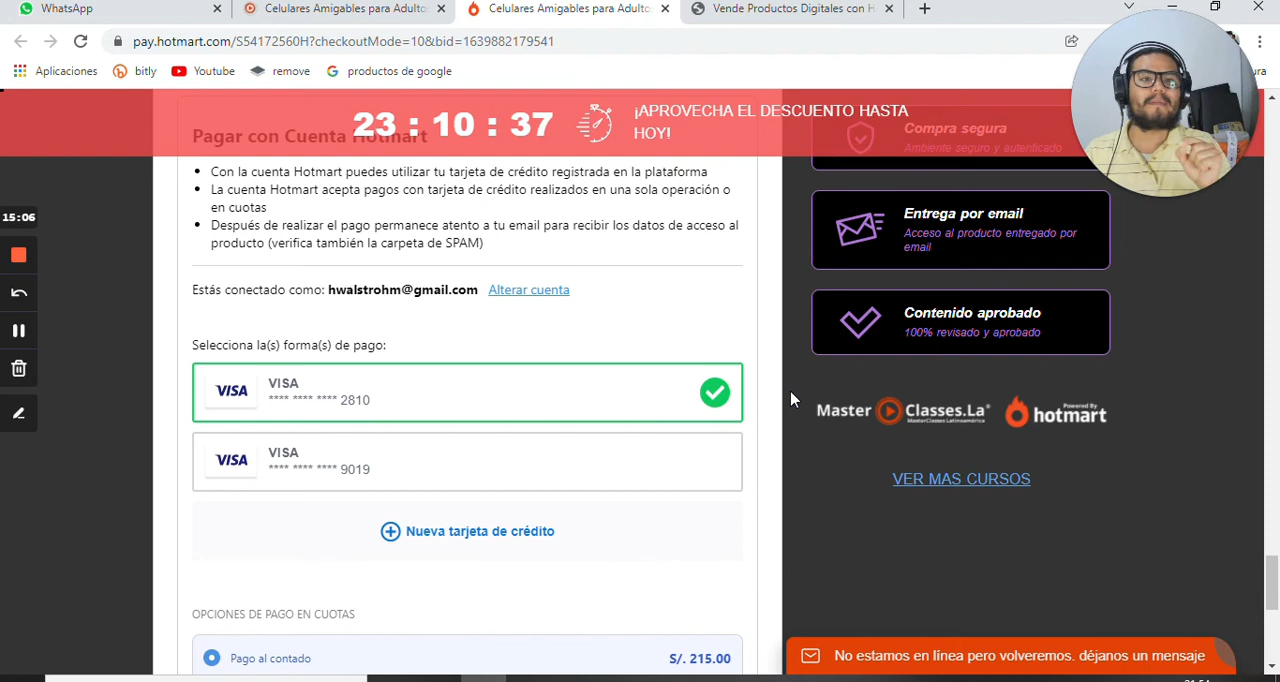 WhatsApp
Celulares Amigables para Adulto
Celulares Amigables para Adulto
Vende Productos Digitales con H
pay.hotmart.com/S54172560H?checkoutMode=10&bid=1639882179541
Aplicaciones
bitly
Youtube
remove
productos de google
23 : 10 : 37
¡APROVECHA EL DESCUENTO HASTA
HOY!
Pagar con Cuenta Hotmart
Con la cuenta Hotmart puedes utilizar tu tarjeta de crédito registrada en la plataforma
La cuenta Hotmart acepta pagos con tarjeta de crédito realizados en una sola operación o
en cuotas
Después de realizar el pago permanece atento a tu email para recibir los datos de acceso al
producto (verifica también la carpeta de SPAM)
Estás conectado como: hwalstrohm@gmail.com Alterar cuenta
Selecciona la(s) forma(s) de pago:
VISA
VISA
**** **** **** 2810
VISA
VISA
**** **** **** 9019
Nueva tarjeta de crédito
OPCIONES DE PAGO EN CUOTAS
Pago al contado
S/. 215.00
Compra segura
Ambiente seguro y autenticado
Entrega por email
Acceso al producto entregado por
email
Contenido aprobado
100% revisado y aprobado
Master Classes.La
MasterClasses Latinoamérica
Powered By
hotmart
VER MAS CURSOS
No estamos en línea pero volveremos. déjanos un mensaje
15:06